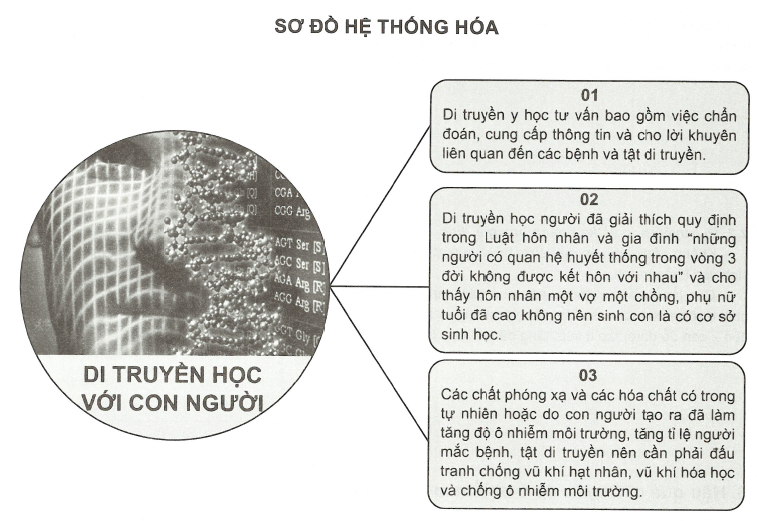 SƠ ĐỒ HỆ THỐNG HÓA
01
Di truyền y học tư vấn bao gồm việc chẩn
đoán, cung cấp thông tin và cho lời khuyên
liên quan đến các bệnh và tật di truyền.
02
Di truyền học người đã giải thích quy định
trong Luật hôn nhân và gia đình “những
người có quan hệ huyết thống trong vòng 3
đời không được kết hôn với nhau” và cho
thấy hôn nhân một vợ một chồng, phụ nữ
tuổi đã cao không nên sinh con là có cơ sở
sinh học.
03
Các chất phóng xạ và các hóa chất có trong
tự nhiên hoặc do con người tạo ra đã làm
tăng độ ô nhiễm môi trường, tăng tỉ lệ người
mắc bệnh, tật di truyền nên cần phải đấu
tranh chống vũ khí hạt nhân, vũ khí hóa học
và chống ô nhiễm môi trường.
CGG Arg
AGT Ser [S]
AGC Ser [S]
AGA Arg [R]
AGG Arg [R]
GGT Gly
DI TRUYỀN HỌC
VỚI CON NGƯỜI